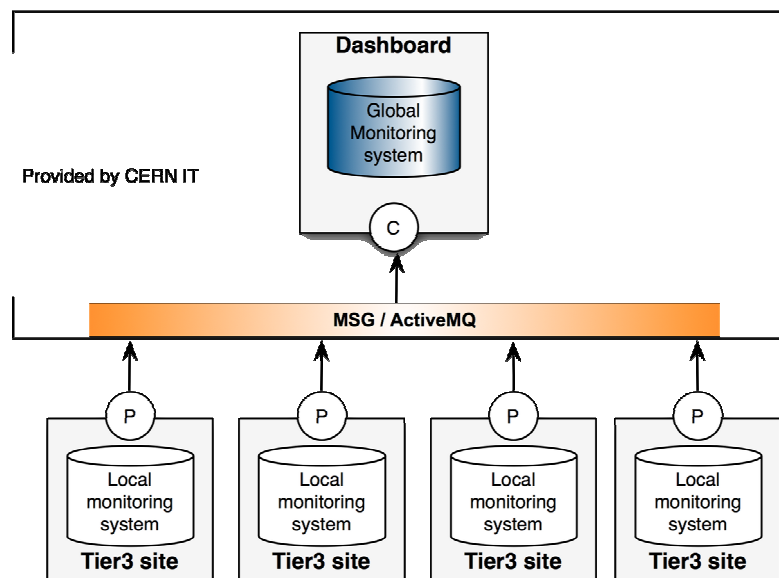 Dashboard
Global
Monitoring
system
Provided by CERN IT
C
MSG / ActiveMQ
P
P
P
P
Local
monitoring
system
Tier3 site
Local
monitoring
system
Tier3 site
Local
monitoring
system
Tier3 site
Local
monitoring
system
Tier3 site